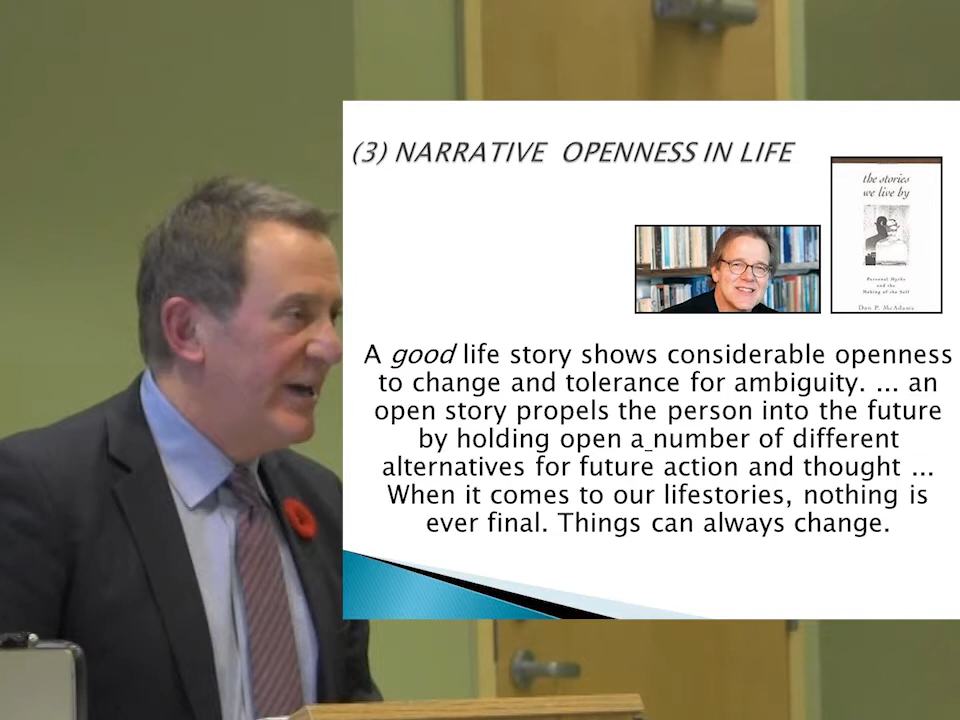 (3) NARRATIVE OPENNESS IN LIFE
the stories
we live by
Personal Myths
and the
Making of the Self
Dan P. McAdams
A good life story shows considerable openness
to change and tolerance for ambiguity. ... an
open story propels the person into the future
by holding open a number of different
alternatives for future action and thought ...
When it comes to our lifestories, nothing is
ever final. Things can always change.